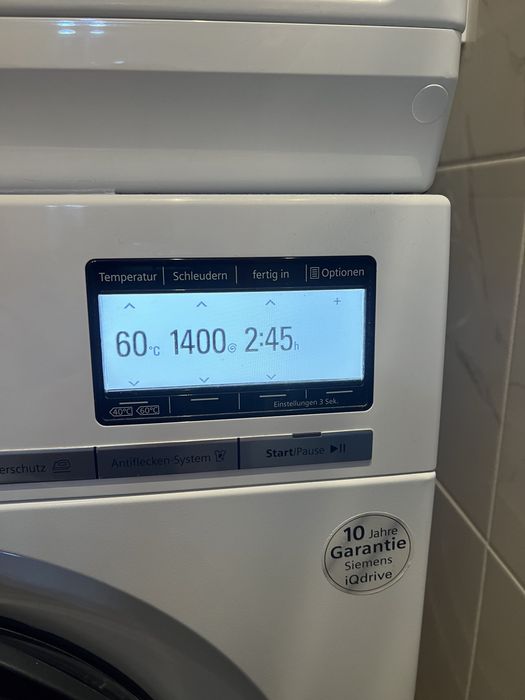 Temperatur Schleudern fertig in Optionen
60°C 1400 2:45h
40°C 60°C Einstellungen 3 Sek.
Antiflecken-System Start/Pause
10 Jahre
Garantie
Siemens
iQdrive